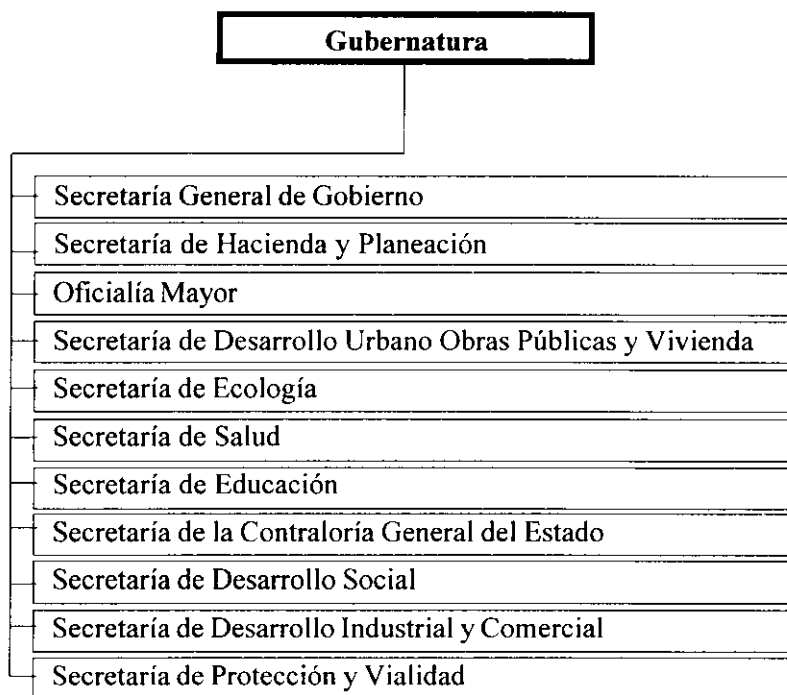 Gubernatura
Secretaría General de Gobierno
Secretaría de Hacienda y Planeación
Oficialía Mayor
Secretaría de Desarrollo Urbano Obras Públicas y Vivienda
Secretaría de Ecología
Secretaría de Salud
Secretaría de Educación
Secretaría de la Contraloría General del Estado
Secretaría de Desarrollo Social
Secretaría de Desarrollo Industrial y Comercial
Secretaría de Protección y Vialidad